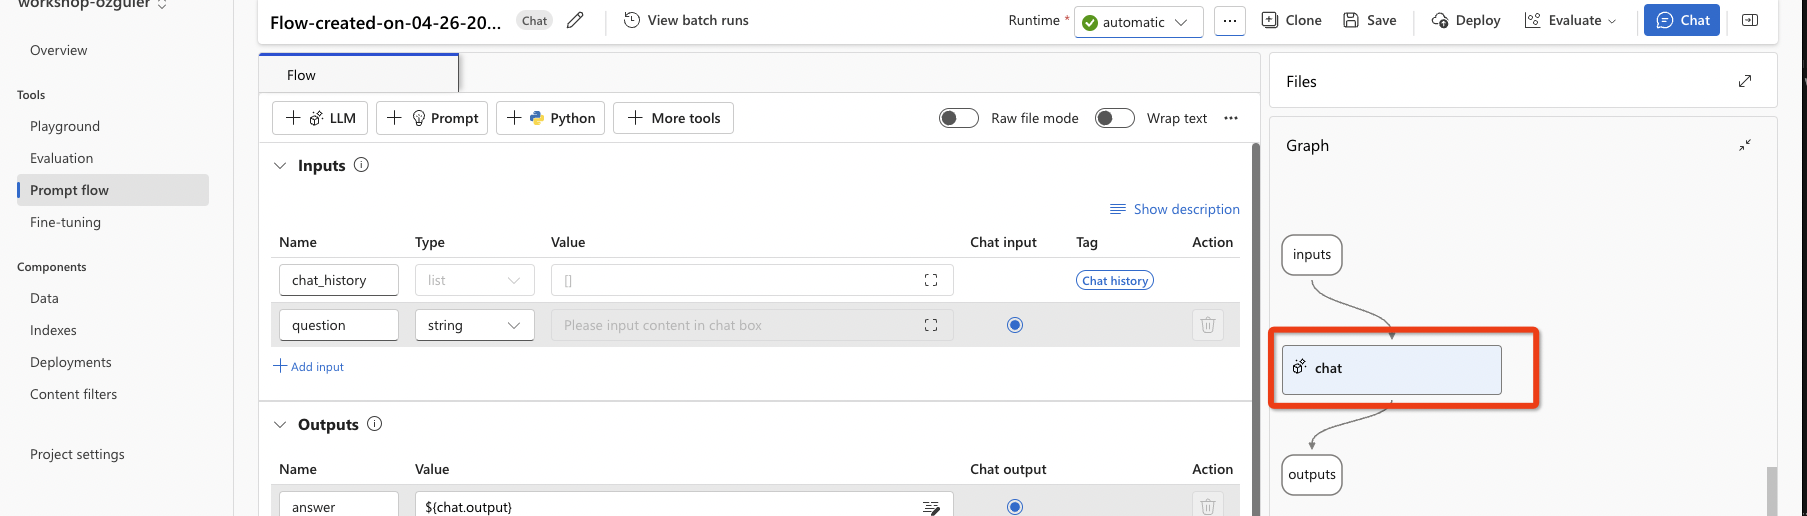 workshop-ozguler
Overview
Tools
Playground
Evaluation
Prompt flow
Fine-tuning
Components
Data
Indexes
Deployments
Content filters
Project settings
Flow-created-on-04-26-20... Chat View batch runs Runtime * automatic ... Clone Save Deploy Evaluate Chat
Flow
LLM Prompt Python More tools Raw file mode Wrap text ...
Inputs
Show description
Name Type Value Chat input Tag Action
chat_history list [] Chat history
question string Please input content in chat box
Add input
Outputs
Name Value Chat output Action
answer ${chat.output}
Files
Graph
inputs
chat
outputs